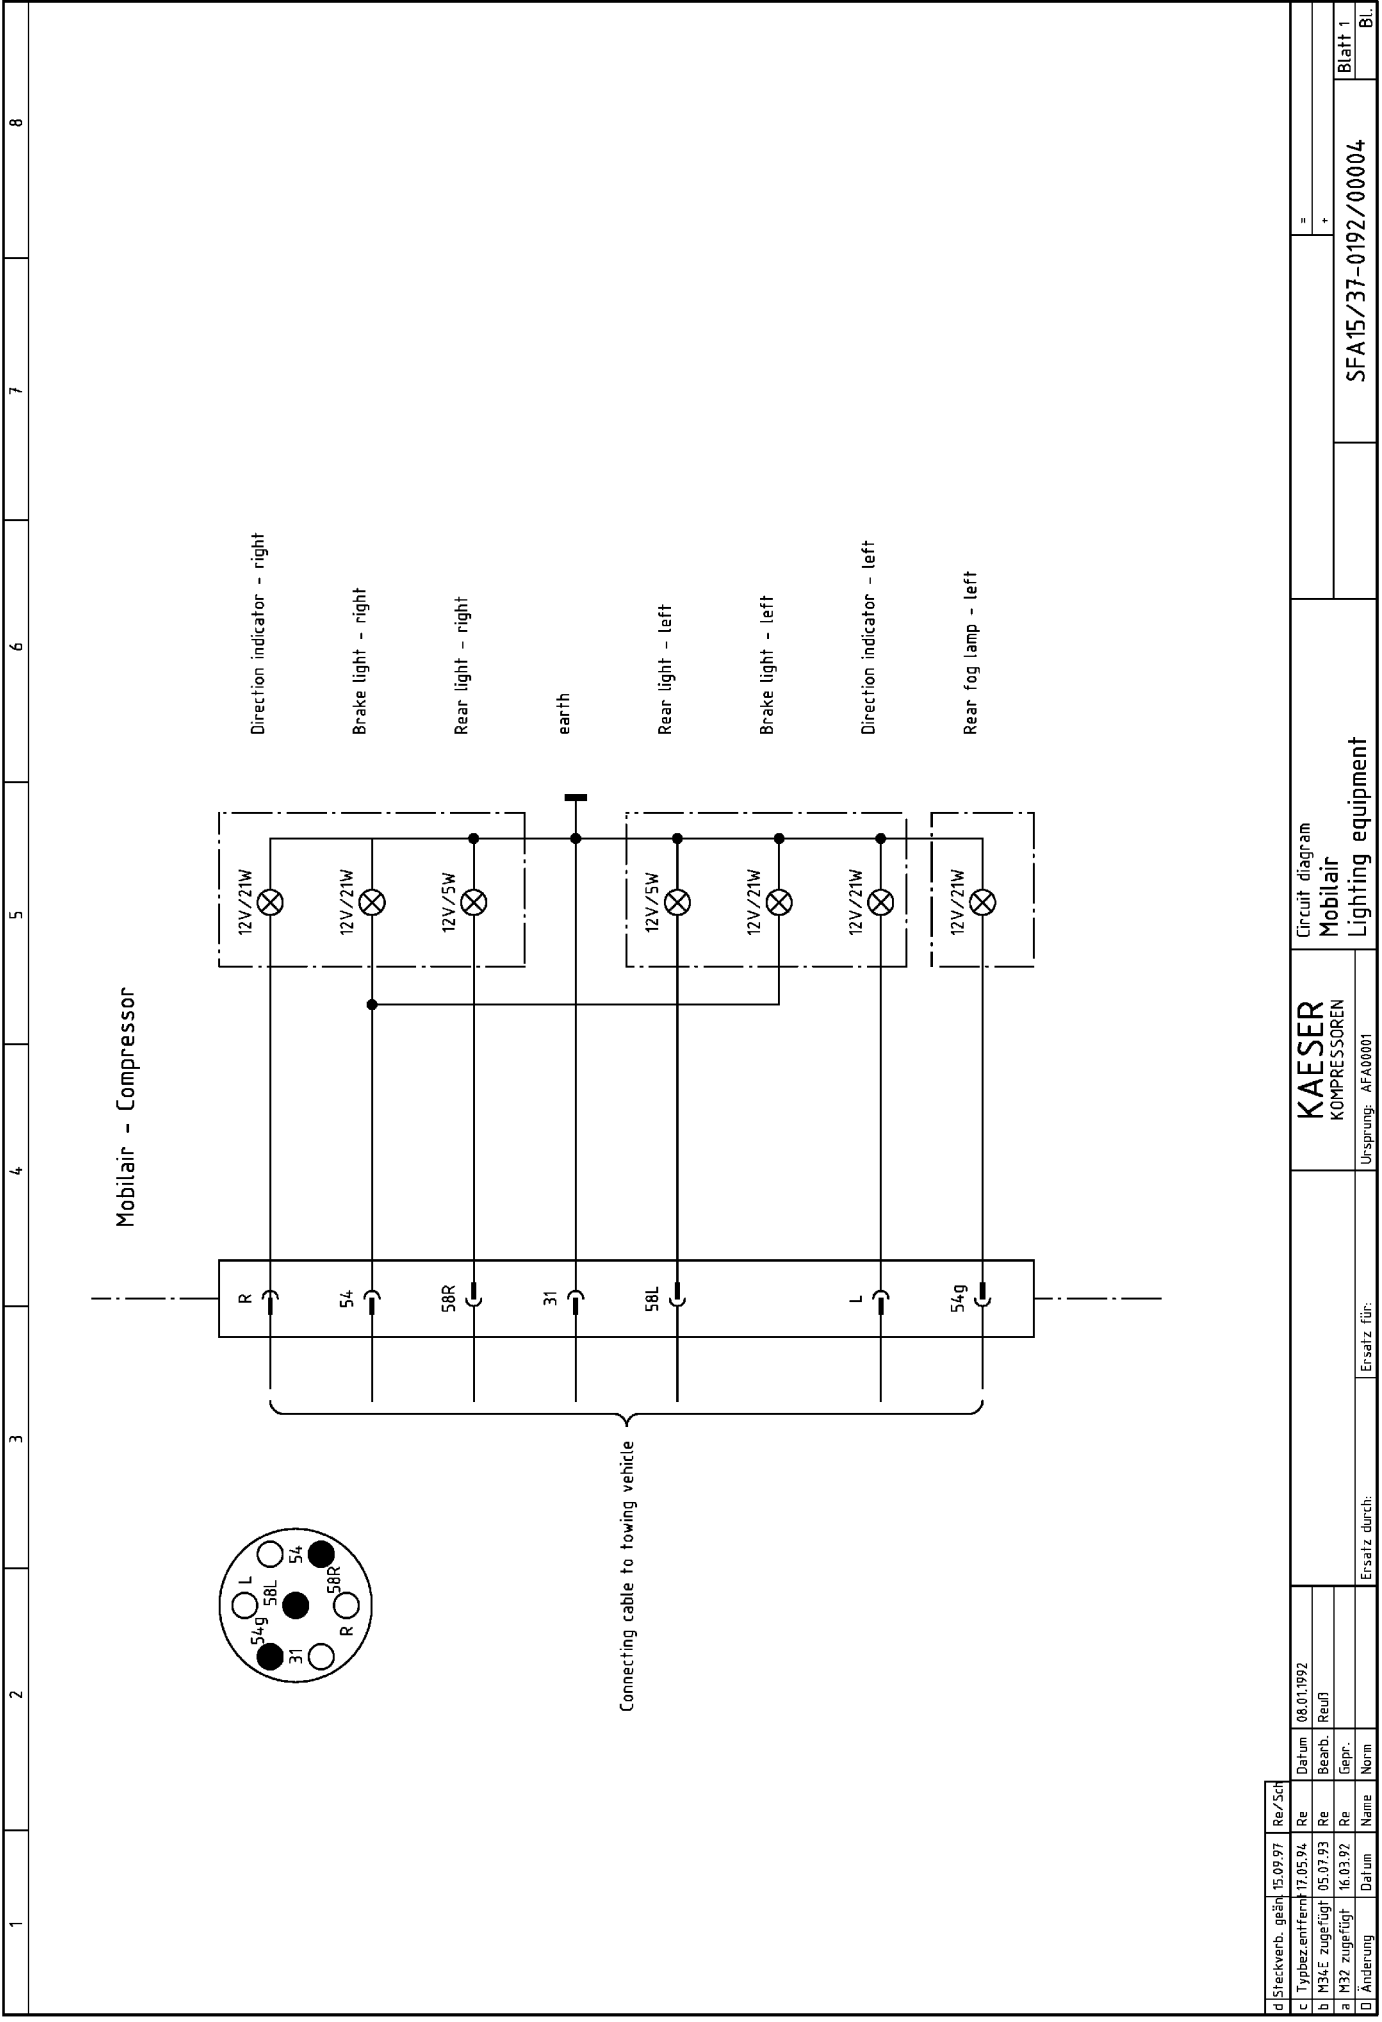 1
2
3
4
5
6
7
8
Mobilair - Compressor
L
54g
58L
54
31
58R
R
Connecting cable to towing vehicle
R
12V/21W
Direction indicator - right
54
12V/21W
Brake light - right
58R
12V/5W
Rear light - right
31
earth
58L
12V/5W
Rear light - left
12V/21W
Brake light - left
L
12V/21W
Direction indicator - left
54g
12V/21W
Rear fog lamp - left
d Steckverb. geän. 15.09.97 Re/Sch
c Typbez.entfernt 17.05.94 Re Datum 08.01.1992
b M34E zugefügt 05.07.93 Re Bearb. Reuß
a M32 zugefügt 16.03.92 Re Gepr.
Änderung Datum Name Norm
Ersatz durch:
Ersatz für:
KAESER
KOMPRESSOREN
Ursprung: AFA00001
Circuit diagram
Mobilair
Lighting equipment
=
+
SFA15/37-0192/00004
Blatt 1
Bl.